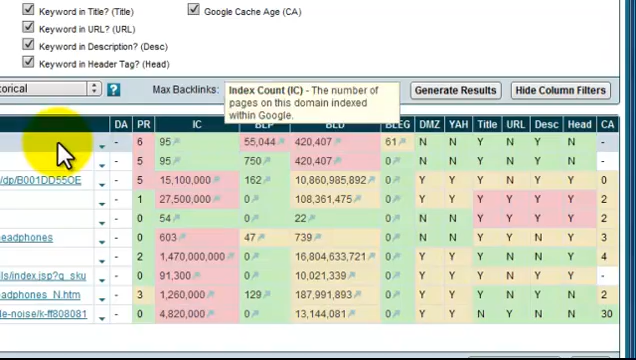 Keyword in Title? (Title)
Google Cache Age (CA)
Keyword in URL? (URL)
Keyword in Description? (Desc)
Keyword in Header Tag? (Head)
orical
?
Max Backlinks:
Index Count (IC) - The number of
pages on this domain indexed
within Google.
Generate Results
Hide Column Filters
DA PR IC BLP BLD BLEG DMZ YAH Title URL Desc Head CA
- 6 95 55,044 420,407 61 N N Y N Y N -
- 5 95 750 420,407 0 N N Y N Y N -
/dp/B001DD55OE - 5 15,100,000 162 10,860,985,892 0 Y Y Y Y Y Y 0
- 1 27,500,000 0 108,361,475 0 Y Y Y Y Y Y 2
- 0 54 0 22 0 N N Y Y Y Y 2
eadphones - 0 603 47 739 0 Y Y Y Y N Y 3
- 2 1,470,000,000 0 16,804,633,721 0 Y Y Y N Y N 4
ls/index.jsp?q_sku - 0 91,300 0 10,021,339 0 Y Y Y N Y Y -
adphones_N.htm - 3 1,260,000 129 187,991,893 0 Y Y Y Y Y N 2
de-noise/k-ff808081 - 0 4,820,000 0 13,144,081 0 Y Y N Y N N 30